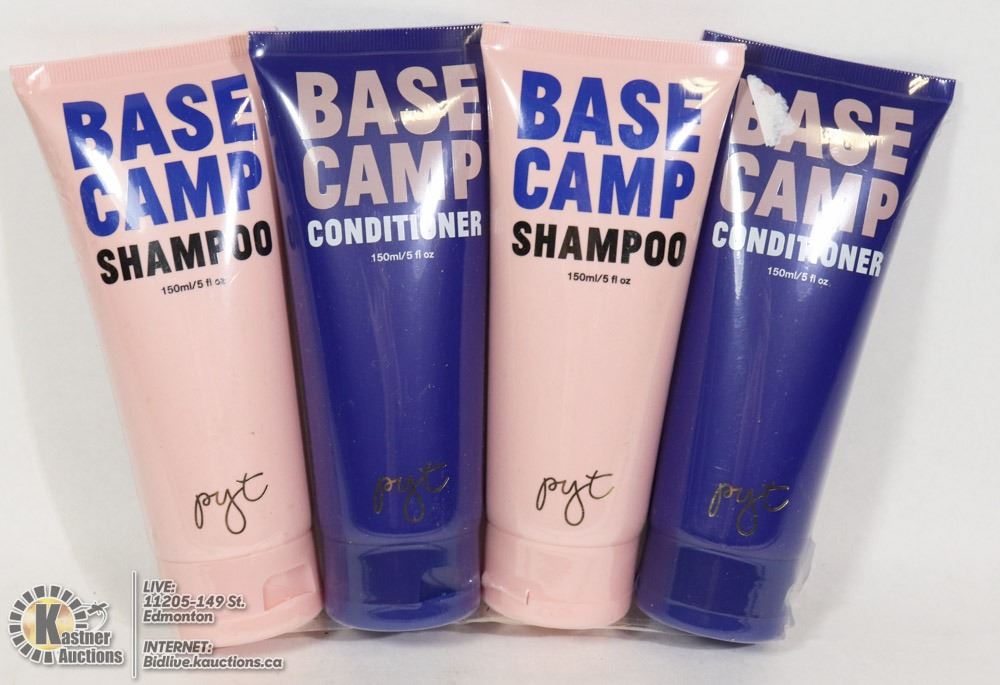 BASE
CAMP
SHAMPOO
150ml/5 fl oz
pyt
BASE
CAMP
CONDITIONER
150ml/5 fl oz
pyt
BASE
CAMP
SHAMPOO
150ml/5 fl oz
pyt
BASE
CAMP
CONDITIONER
150ml/5 fl oz
pyt
Kastner
Auctions
LIVE:
11205-149 St.
Edmonton
INTERNET:
Bidlive.kauctions.ca